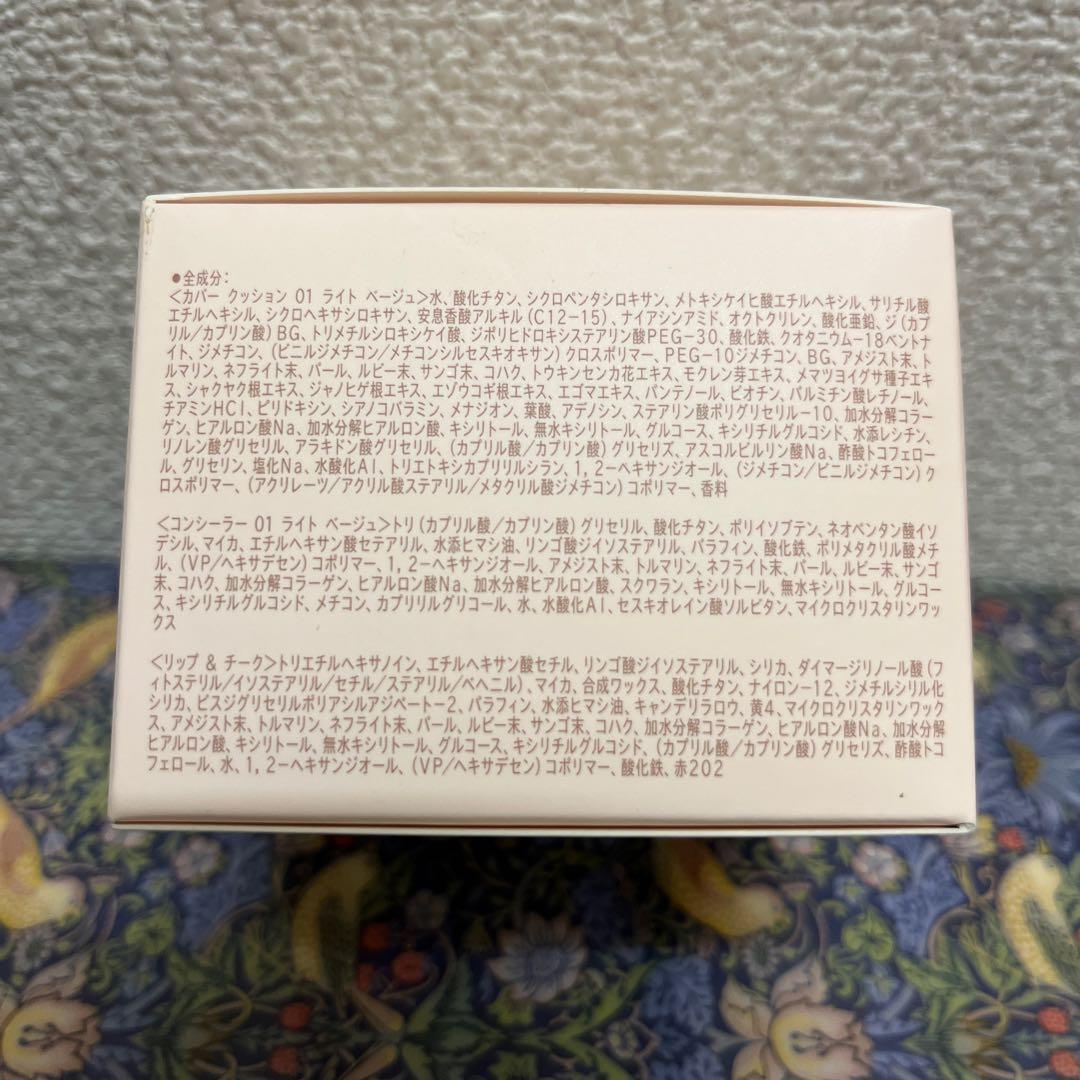 ●全成分:
<カバー クッション 01 ライト ベージュ>水、酸化チタン、シクロペンタシロキサン、メトキシケイヒ酸エチルヘキシル、サリチル酸
エチルヘキシル、シクロヘキサシロキサン、安息香酸アルキル(C12-15)、ナイアシンアミド、オクトクリレン、酸化亜鉛、ジ(カプ
リル/カプリン酸)BG、トリメチルシロキシケイ酸、ジポリヒドロキシステアリン酸PEG-30、酸化鉄、クオタニウム-18ベントナ
イト、ジメチコン、(ビニルジメチコン/メチコンシルセスキオキサン)クロスポリマー、PEG-10ジメチコン、BG、アメジスト末、ト
ルマリン、ネフライト末、パール、ルビー末、サンゴ末、コハク、トウキンセンカ花エキス、モクレン芽エキス、メマツヨイグサ種子エキ
ス、シャクヤク根エキス、ジャノヒゲ根エキス、エゾウコギ根エキス、エゴマエキス、パンテノール、ビオチン、パルミチン酸レチノール、
チアミンHCl、ピリドキシン、シアノコバラミン、メナジオン、葉酸、アデノシン、ステアリン酸ポリグリセリル-10、加水分解コラー
ゲン、ヒアルロン酸Na、加水分解ヒアルロン酸、キシリトール、無水キシリトール、グルコース、キシリチルグルコシド、水添レシチン、
リノレン酸グリセリル、アラキドン酸グリセリル、(カプリル酸/カプリン酸)グリセリズ、アスコルビルリン酸Na、酢酸トコフェロー
ル、グリセリン、塩化Na、水酸化Al、トリエトキシカプリリルシラン、1,2-ヘキサンジオール、(ジメチコン/ビニルジメチコン)ク
ロスポリマー、(アクリレーツ/アクリル酸ステアリル/メタクリル酸ジメチコン)コポリマー、香料
<コンシーラー 01 ライト ベージュ>トリ(カプリル酸/カプリン酸)グリセリル、酸化チタン、ポリイソブテン、ネオペンタン酸イソ
デシル、マイカ、エチルヘキサン酸セテアリル、水添ヒマシ油、リンゴ酸ジイソステアリル、パラフィン、酸化鉄、ポリメタクリル酸メチ
ル、(VP/ヘキサデセン)コポリマー、1,2-ヘキサンジオール、アメジスト末、トルマリン、ネフライト末、パール、ルビー末、サンゴ
末、コハク、加水分解コラーゲン、ヒアルロン酸Na、加水分解ヒアルロン酸、スクワラン、キシリトール、無水キシリトール、グルコー
ス、キシリチルグルコシド、メチコン、カプリリルグリコール、水、水酸化Al、セスキオレイン酸ソルビタン、マイクロクリスタリンワッ
クス
<リップ & チーク>トリエチルヘキサノイン、エチルヘキサン酸セチル、リンゴ酸ジイソステアリル、シリカ、ダイマージリノール酸(フ
ィトステリル/イソステアリル/セチル/ステアリル/ベヘニル)、マイカ、合成ワックス、酸化チタン、ナイロン-12、ジメチルシリル化
シリカ、ビスジグリセリルポリアシルアジペート-2、パラフィン、水添ヒマシ油、キャンデリラロウ、黄4、マイクロクリスタリンワック
ス、アメジスト末、トルマリン、ネフライト末、パール、ルビー末、サンゴ末、コハク、加水分解コラーゲン、ヒアルロン酸Na、加水分解
ヒアルロン酸、キシリトール、無水キシリトール、グルコース、キシリチルグルコシド、(カプリル酸/カプリン酸)グリセリズ、酢酸トコ
フェロール、水、1,2-ヘキサンジオール、(VP/ヘキサデセン)コポリマー、酸化鉄、赤202